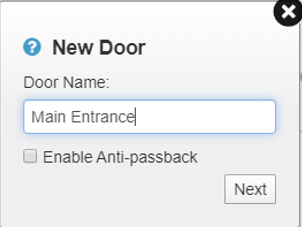 New Door
Door Name:
Main Entrance
Enable Anti-passback
Next